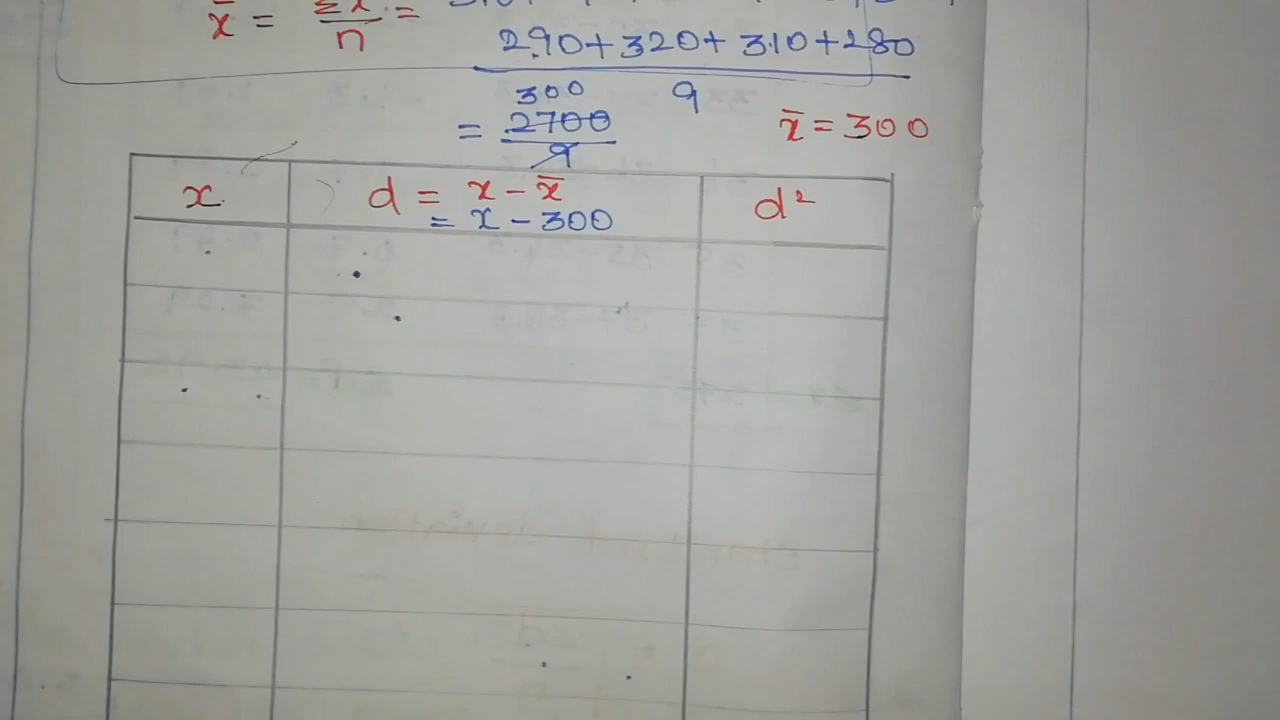 x̄ = Σx/n =
290+320+310+280
300 9
= 2700 x̄ = 300
9
x d = x - x̄ d²
= x - 300